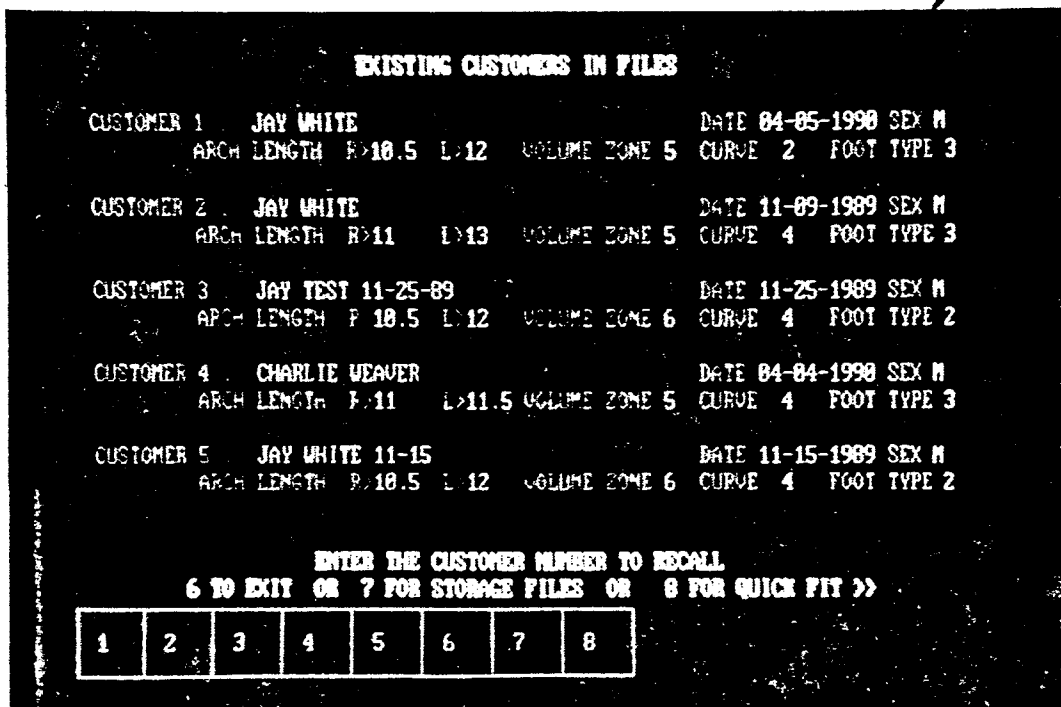 EXISTING CUSTOMERS IN FILES
CUSTOMER 1 . JAY WHITE DATE 04-05-1990 SEX M
ARCH LENGTH R>10.5 L>12 VOLUME ZONE 5 CURVE 2 FOOT TYPE 3
CUSTOMER 2 . JAY WHITE DATE 11-09-1989 SEX M
ARCH LENGTH R>11 L>13 VOLUME ZONE 5 CURVE 4 FOOT TYPE 3
CUSTOMER 3 . JAY TEST 11-25-89 DATE 11-25-1989 SEX M
ARCH LENGTH R 10.5 L>12 VOLUME ZONE 6 CURVE 4 FOOT TYPE 2
CUSTOMER 4 . CHARLIE WEAVER DATE 04-04-1990 SEX M
ARCH LENGTH R>11 L>11.5 VOLUME ZONE 5 CURVE 4 FOOT TYPE 3
CUSTOMER 5 . JAY WHITE 11-15 DATE 11-15-1989 SEX M
ARCH LENGTH R>10.5 L>12 VOLUME ZONE 6 CURVE 4 FOOT TYPE 2
ENTER THE CUSTOMER NUMBER TO RECALL
6 TO EXIT OR 7 FOR STORAGE FILES OR 8 FOR QUICK FIT >>
1 2 3 4 5 6 7 8